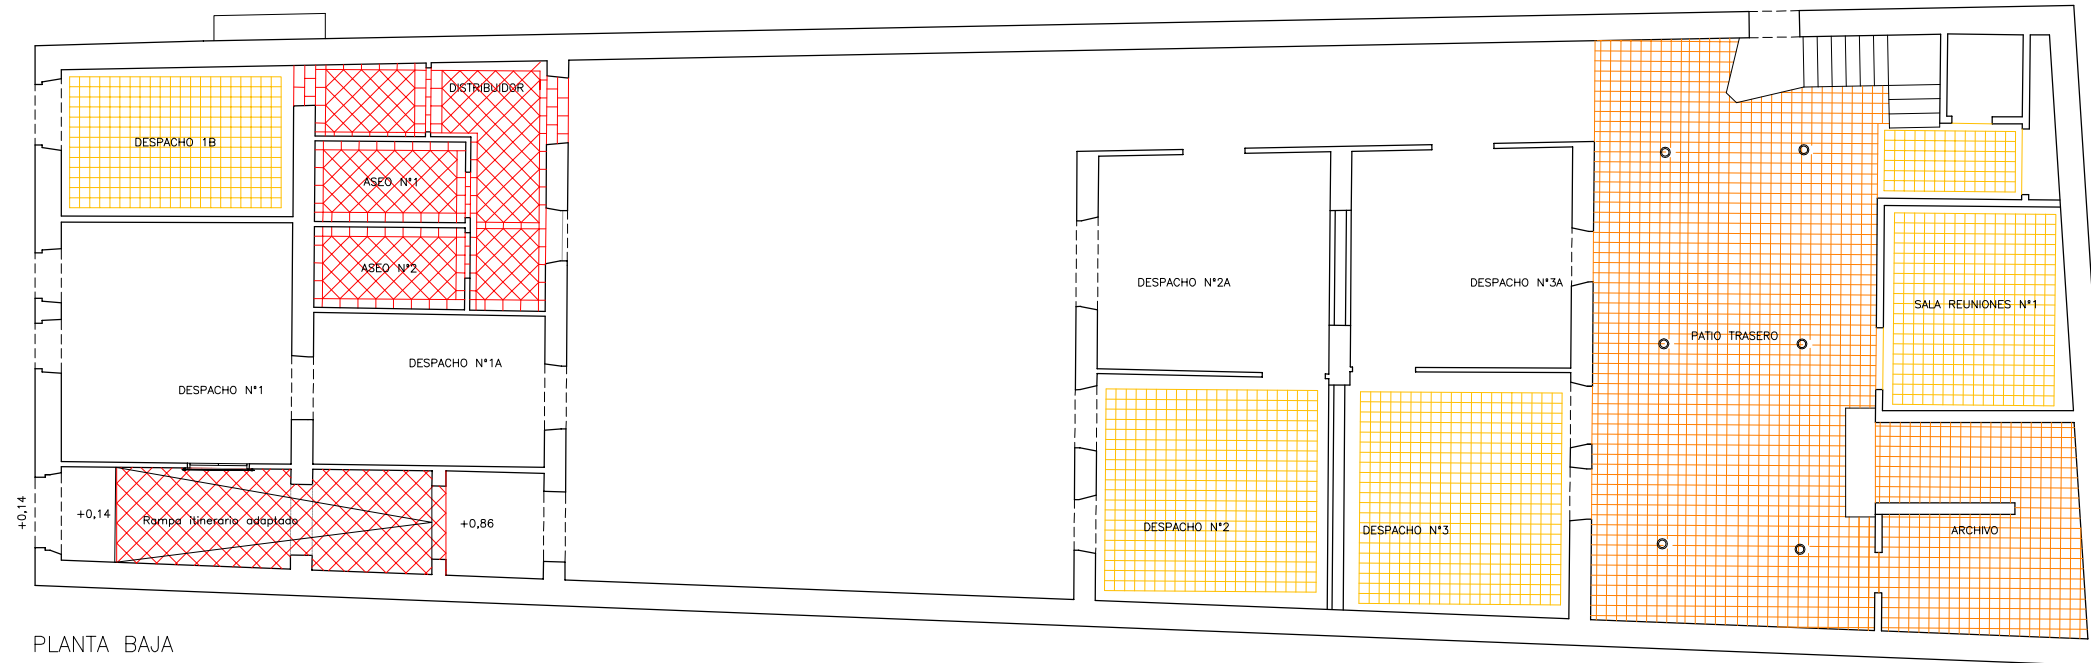 DISTRIBUIDOR
DESPACHO 1B
ASEO Nº1
ASEO Nº2
DESPACHO Nº2A
DESPACHO Nº3A
SALA REUNIONES Nº1
PATIO TRASERO
DESPACHO Nº1A
DESPACHO Nº1
+0,14
+0,14
Rampa itinerario adaptado
+0,86
DESPACHO Nº2
DESPACHO Nº3
ARCHIVO
PLANTA BAJA